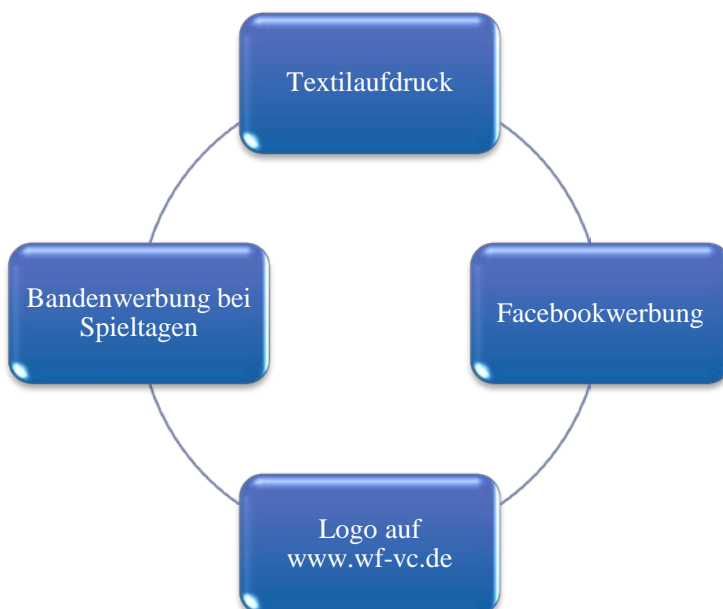 Textilaufdruck
Bandenwerbung bei
Spieltagen
Facebookwerbung
Logo auf
www.wf-vc.de